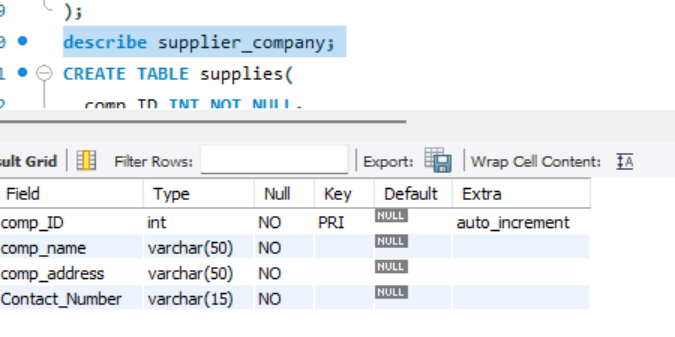 );
describe supplier_company;
CREATE TABLE supplies(
comp_ID INT NOT NULL,
Grid Filter Rows: Export: Wrap Cell Content: IA
Field Type Null Key Default Extra
comp_ID int NO PRI NULL auto_increment
comp_name varchar(50) NO NULL
comp_address varchar(50) NO NULL
Contact_Number varchar(15) NO NULL